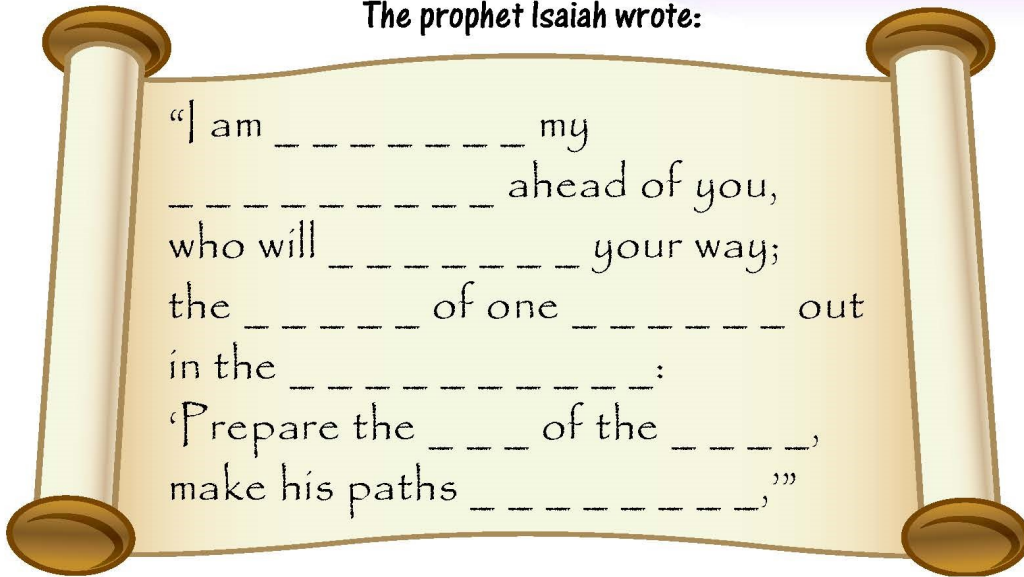 The prophet Isaiah wrote:
“I am _ _ _ _ _ _ _ my
_ _ _ _ _ _ _ _ _ ahead of you,
who will _ _ _ _ _ _ _ your way;
the _ _ _ _ _ of one _ _ _ _ _ _ out
in the _ _ _ _ _ _ _ _ _ _:
‘Prepare the _ _ _ of the _ _ _ _,
make his paths _ _ _ _ _ _ _ _,’”